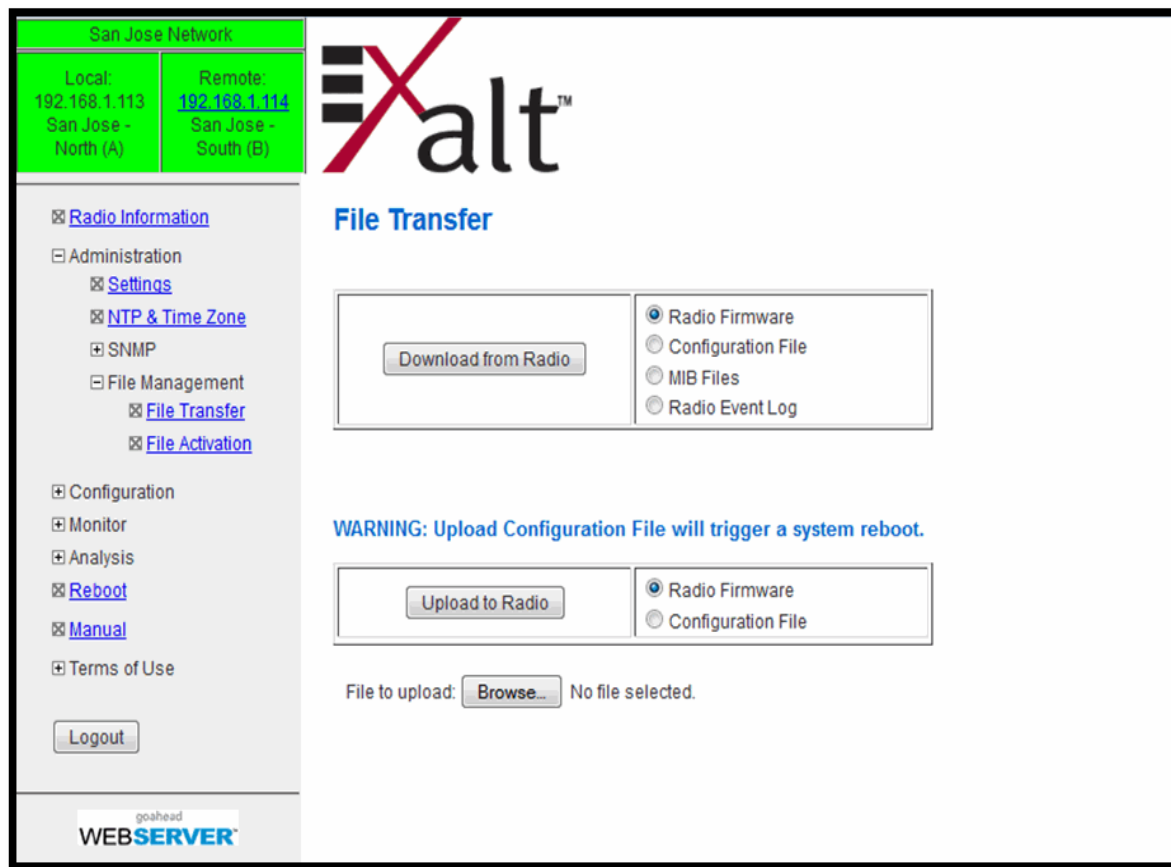 San Jose Network
Local:
192.168.1.113
San Jose -
North (A)
Remote:
192.168.1.114
San Jose -
South (B)
Radio Information
Administration
Settings
NTP & Time Zone
SNMP
File Management
File Transfer
File Activation
Configuration
Monitor
Analysis
Reboot
Manual
Terms of Use
Logout
goahead
WEBSERVER
Exalt™
File Transfer
Download from Radio
Radio Firmware
Configuration File
MIB Files
Radio Event Log
WARNING: Upload Configuration File will trigger a system reboot.
Upload to Radio
Radio Firmware
Configuration File
File to upload: Browse... No file selected.